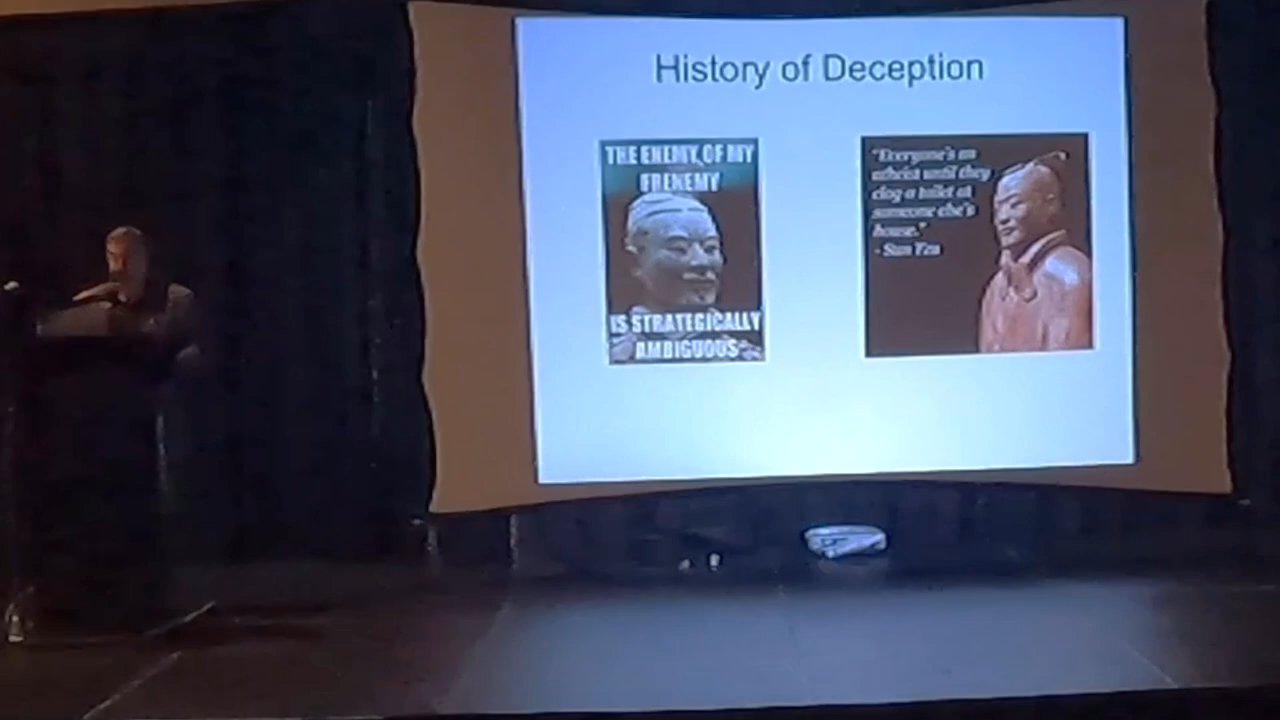 History of Deception
THE ENEMY OF MY
FRENEMY
IS STRATEGICALLY
AMBIGUOUS
"Everyone's an
atheist until they
clog a toilet at
someone else's
house."
- Sun Tzu